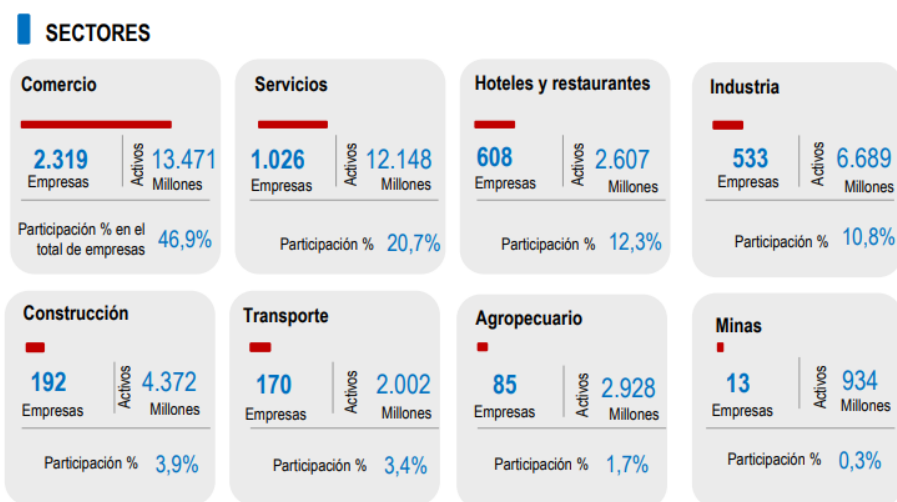 SECTORES
Comercio
2.319
Empresas
Activos
13.471
Millones
Participación % en el
total de empresas
46,9%
Servicios
1.026
Empresas
Activos
12.148
Millones
Participación %
20,7%
Hoteles y restaurantes
608
Empresas
Activos
2.607
Millones
Participación %
12,3%
Industria
533
Empresas
Activos
6.689
Millones
Participación %
10,8%
Construcción
192
Empresas
Activos
4.372
Millones
Participación %
3,9%
Transporte
170
Empresas
Activos
2.002
Millones
Participación %
3,4%
Agropecuario
85
Empresas
Activos
2.928
Millones
Participación %
1,7%
Minas
13
Empresas
Activos
934
Millones
Participación %
0,3%